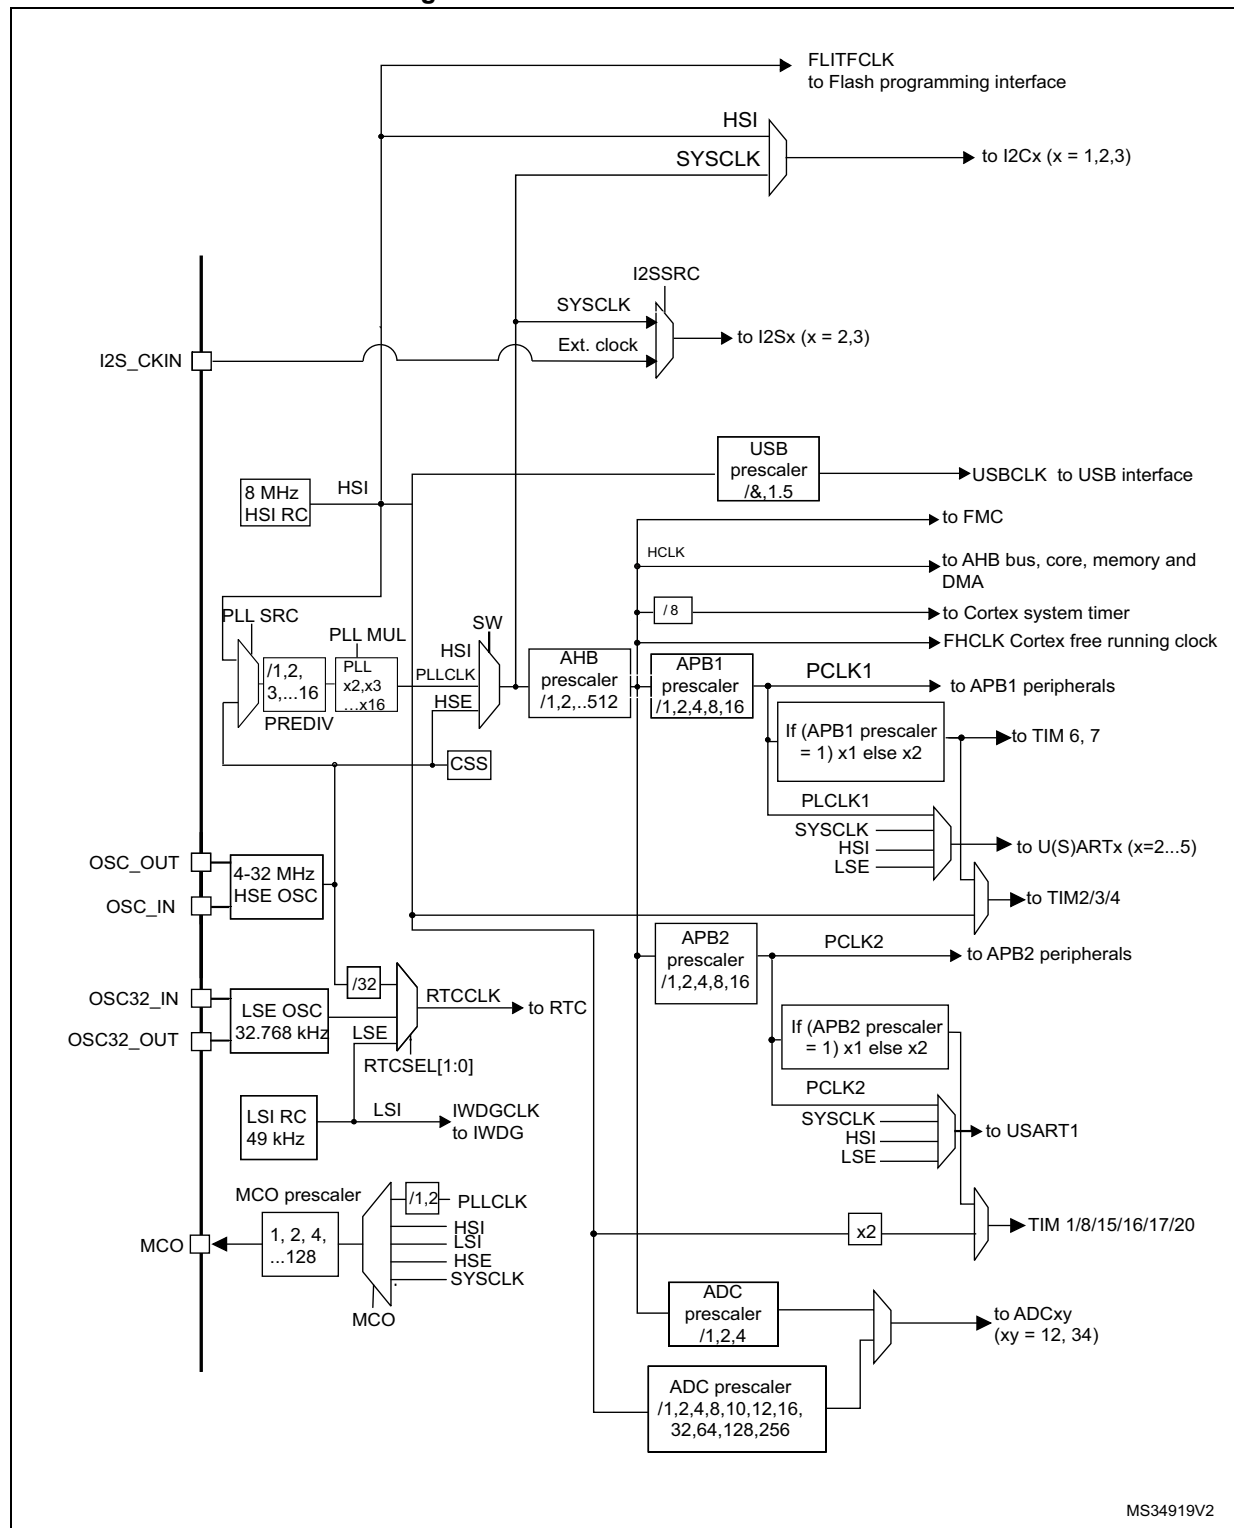 FLITFCLK
to Flash programming interface
HSI
SYSCLK
to I2Cx (x = 1,2,3)
I2SSRC
SYSCLK
to I2Sx (x = 2,3)
Ext. clock
I2S_CKIN
USB
prescaler
/&,1.5
USBCLK to USB interface
8 MHz
HSI RC
HSI
to FMC
HCLK
to AHB bus, core, memory and
DMA
/ 8
to Cortex system timer
FHCLK Cortex free running clock
PLL SRC
PLL MUL
SW
HSI
PLLCLK
HSE
/1,2,
3,...16
PREDIV
PLL
x2,x3
...x16
CSS
AHB
prescaler
/1,2,..512
APB1
prescaler
/1,2,4,8,16
PCLK1
to APB1 peripherals
If (APB1 prescaler
= 1) x1 else x2
to TIM 6, 7
PLCLK1
SYSCLK
HSI
LSE
to U(S)ARTx (x=2...5)
to TIM2/3/4
OSC_OUT
OSC_IN
4-32 MHz
HSE OSC
APB2
prescaler
/1,2,4,8,16
PCLK2
to APB2 peripherals
/32
OSC32_IN
OSC32_OUT
LSE OSC
32.768 kHz
RTCCLK
to RTC
LSE
RTCSEL[1:0]
If (APB2 prescaler
= 1) x1 else x2
PCLK2
SYSCLK
HSI
LSE
to USART1
LSI RC
49 kHz
LSI
IWDGCLK
to IWDG
MCO prescaler
/1,2
PLLCLK
HSI
LSI
HSE
SYSCLK
MCO
1, 2, 4,
...128
MCO
x2
TIM 1/8/15/16/17/20
ADC
prescaler
/1,2,4
to ADCxy
(xy = 12, 34)
ADC prescaler
/1,2,4,8,10,12,16,
32,64,128,256
MS34919V2